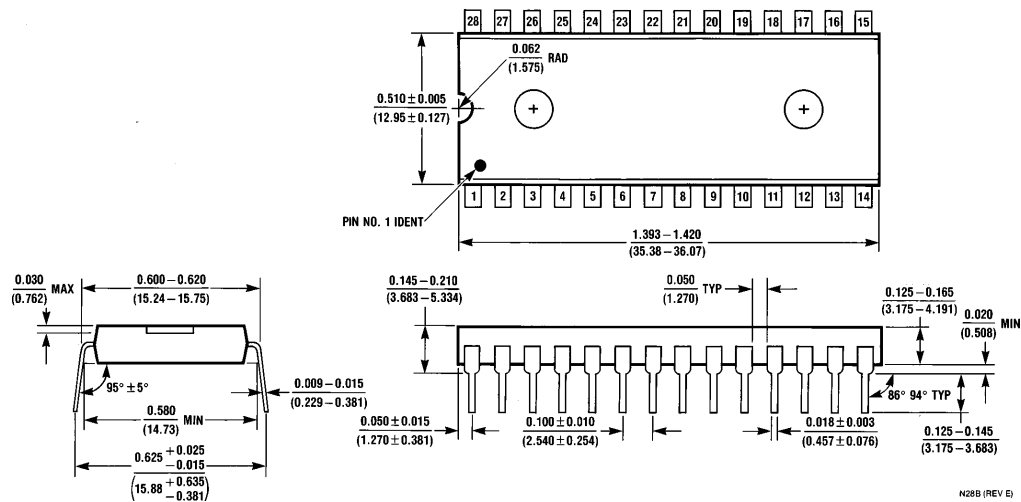 28 27 26 25 24 23 22 21 20 19 18 17 16 15
0.062
(1.575)
RAD
0.510 ± 0.005
(12.95 ± 0.127)
PIN NO. 1 IDENT
1 2 3 4 5 6 7 8 9 10 11 12 13 14
1.393 – 1.420
(35.38 – 36.07)
0.030
(0.762)
MAX
0.600 – 0.620
(15.24 – 15.75)
95° ± 5°
0.009 – 0.015
(0.229 – 0.381)
0.580
(14.73)
MIN
0.625 +0.025
–0.015
(15.88 +0.635
–0.381)
0.145 – 0.210
(3.683 – 5.334)
0.050
(1.270)
TYP
0.125 – 0.165
(3.175 – 4.191)
0.020
(0.508)
MIN
86° 94° TYP
0.050 ± 0.015
(1.270 ± 0.381)
0.100 ± 0.010
(2.540 ± 0.254)
0.018 ± 0.003
(0.457 ± 0.076)
0.125 – 0.145
(3.175 – 3.683)
N28B (REV E)